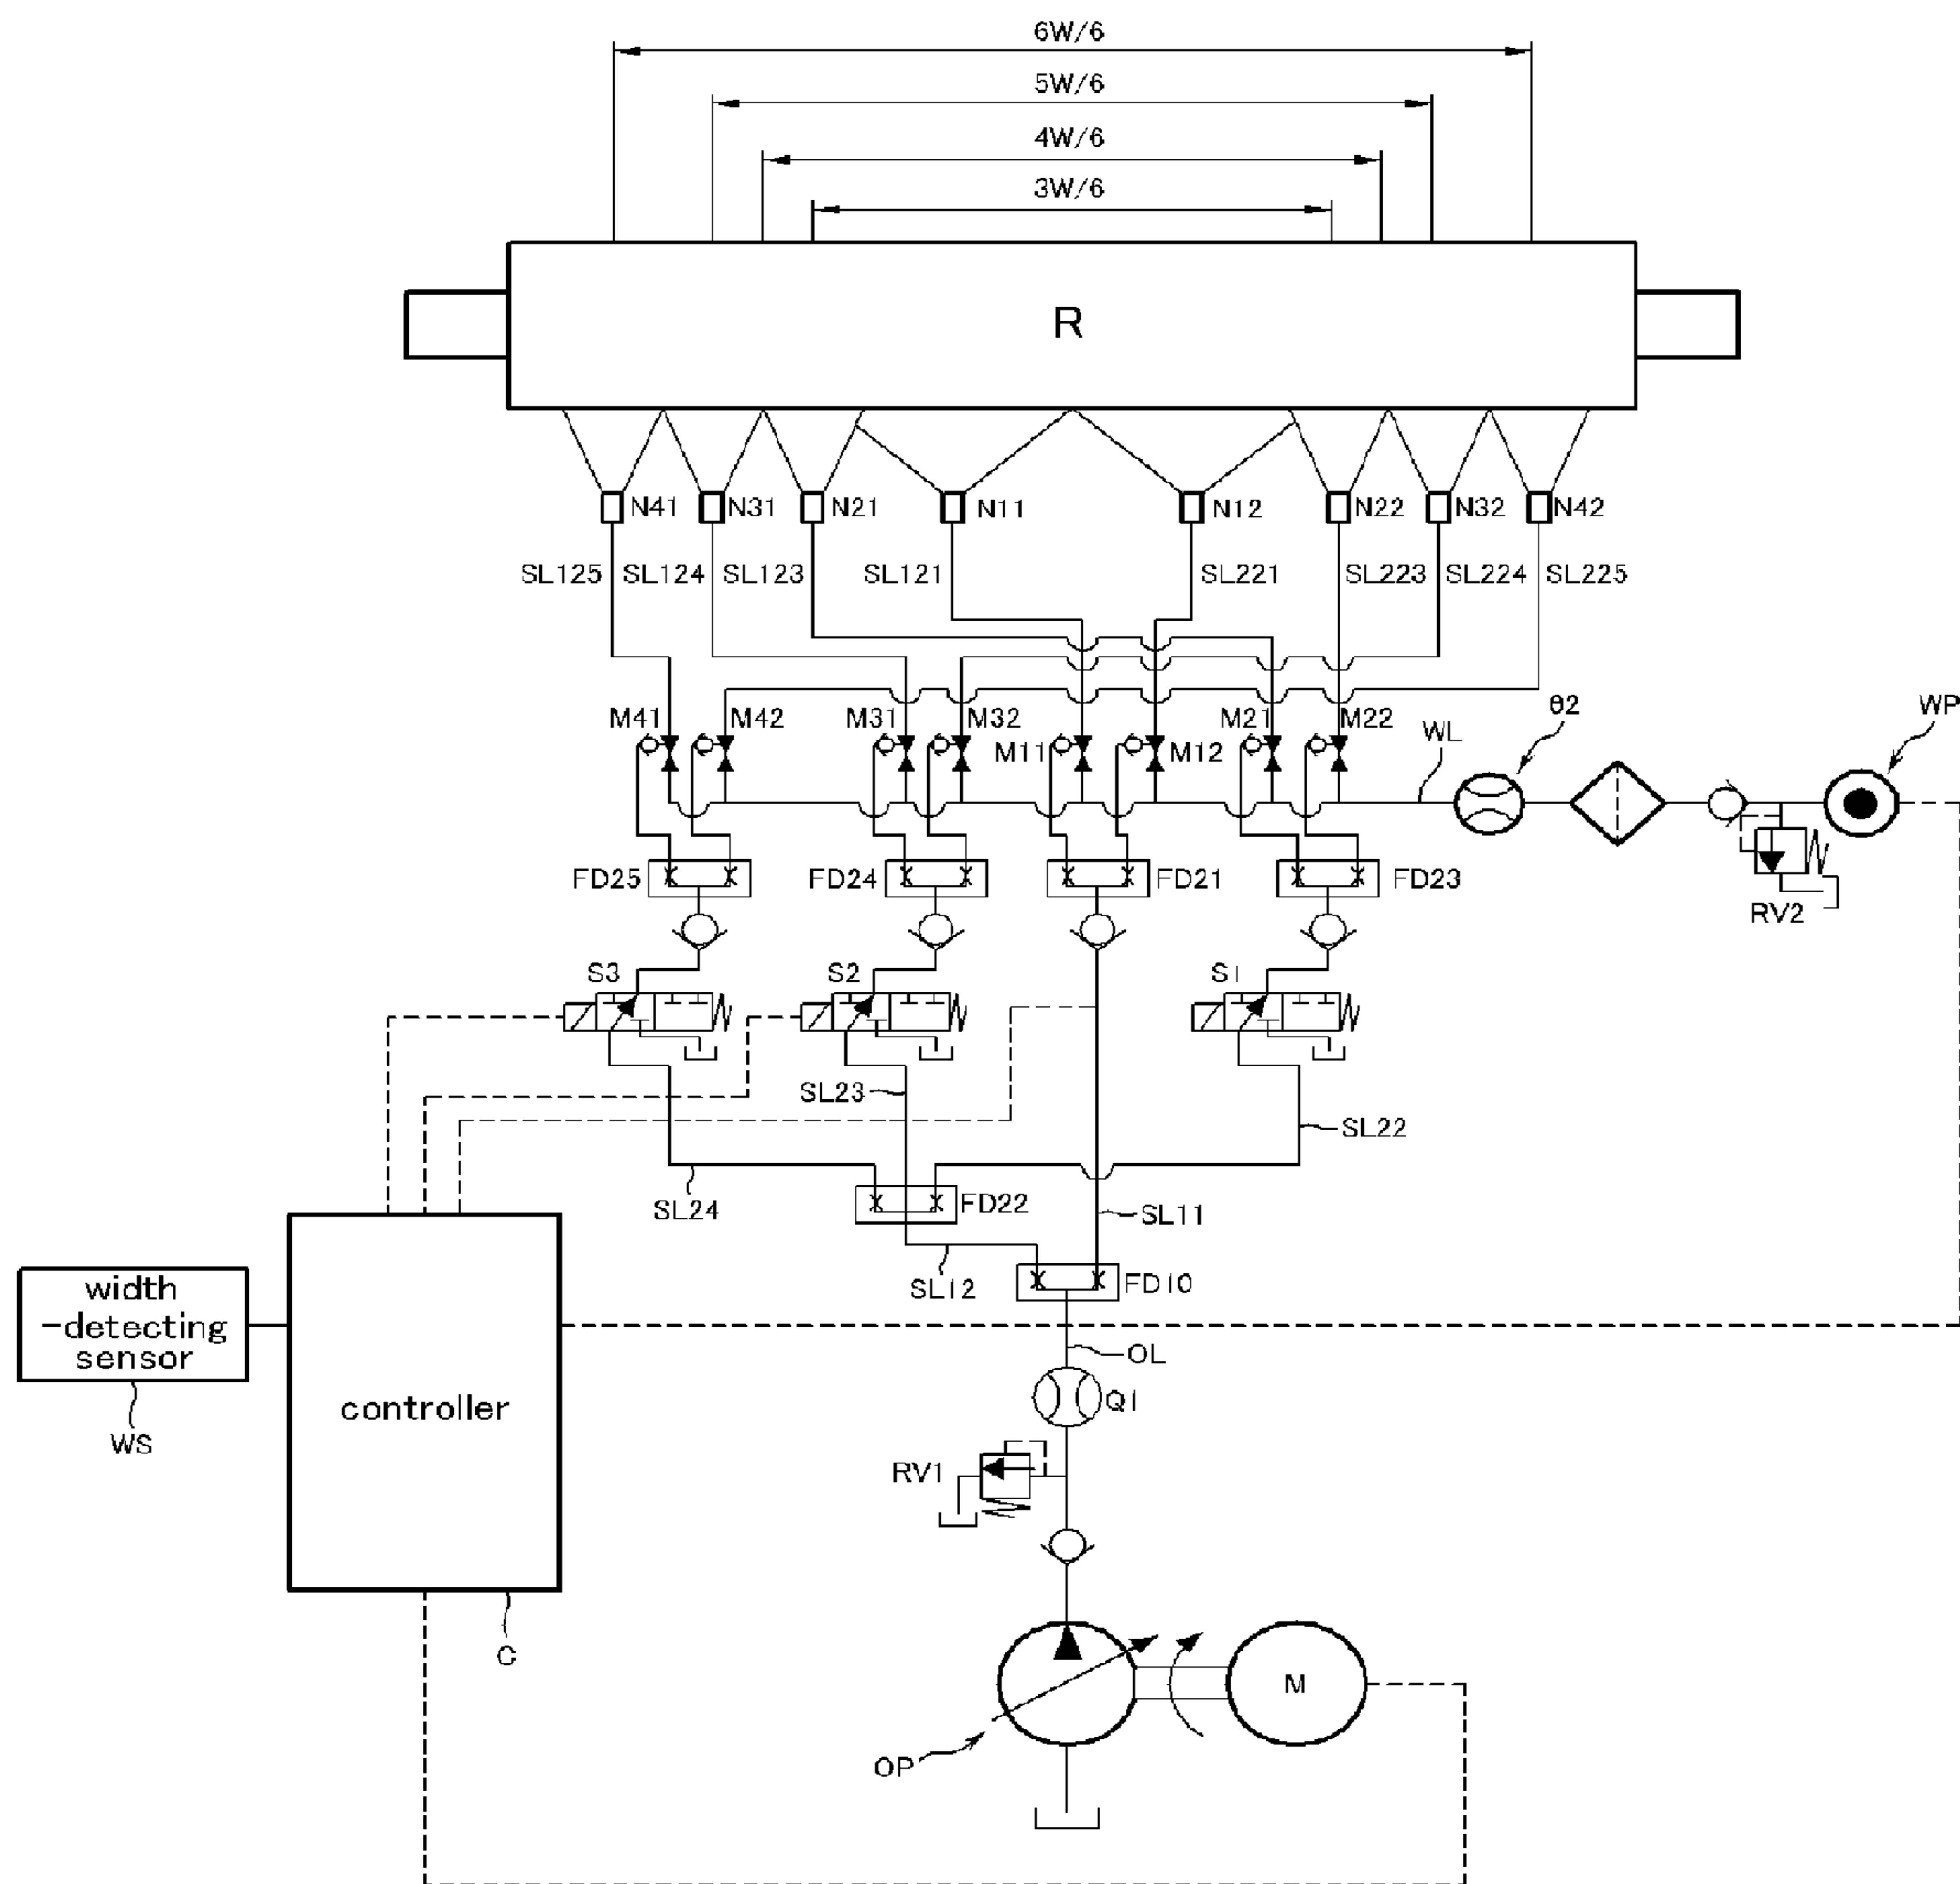 6W/6
5W/6
4W/6
3W/6
R
N41 N31 N21 N11 N12 N22 N32 N42
SL125 SL124 SL123 SL121 SL221 SL223 SL224 SL225
M41 M42 M31 M32 M11 M12 M21 M22 WL θ2 WP
FD25 FD24 FD21 FD23 RV2
S3 S2 S1
SL23 SL22
SL24 FD22 SL11
SL12 FD10
width
-detecting
sensor
WS
controller
C
OL
Q1
RV1
M
OP